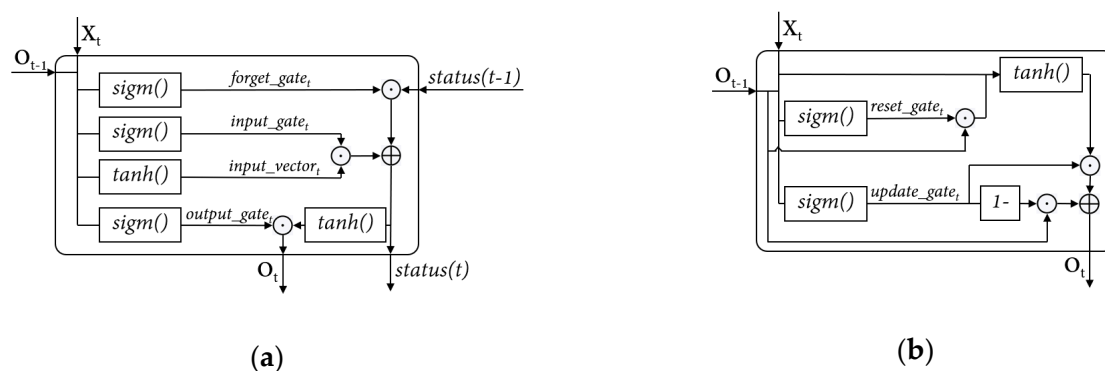 X_t
O_t-1
sigm()
forget_gate_t
status(t-1)
sigm()
input_gate_t
tanh()
input_vector_t
sigm()
output_gate_t
tanh()
O_t
status(t)
(a)
X_t
O_t-1
tanh()
sigm()
reset_gate_t
sigm()
update_gate_t
1-
O_t
(b)